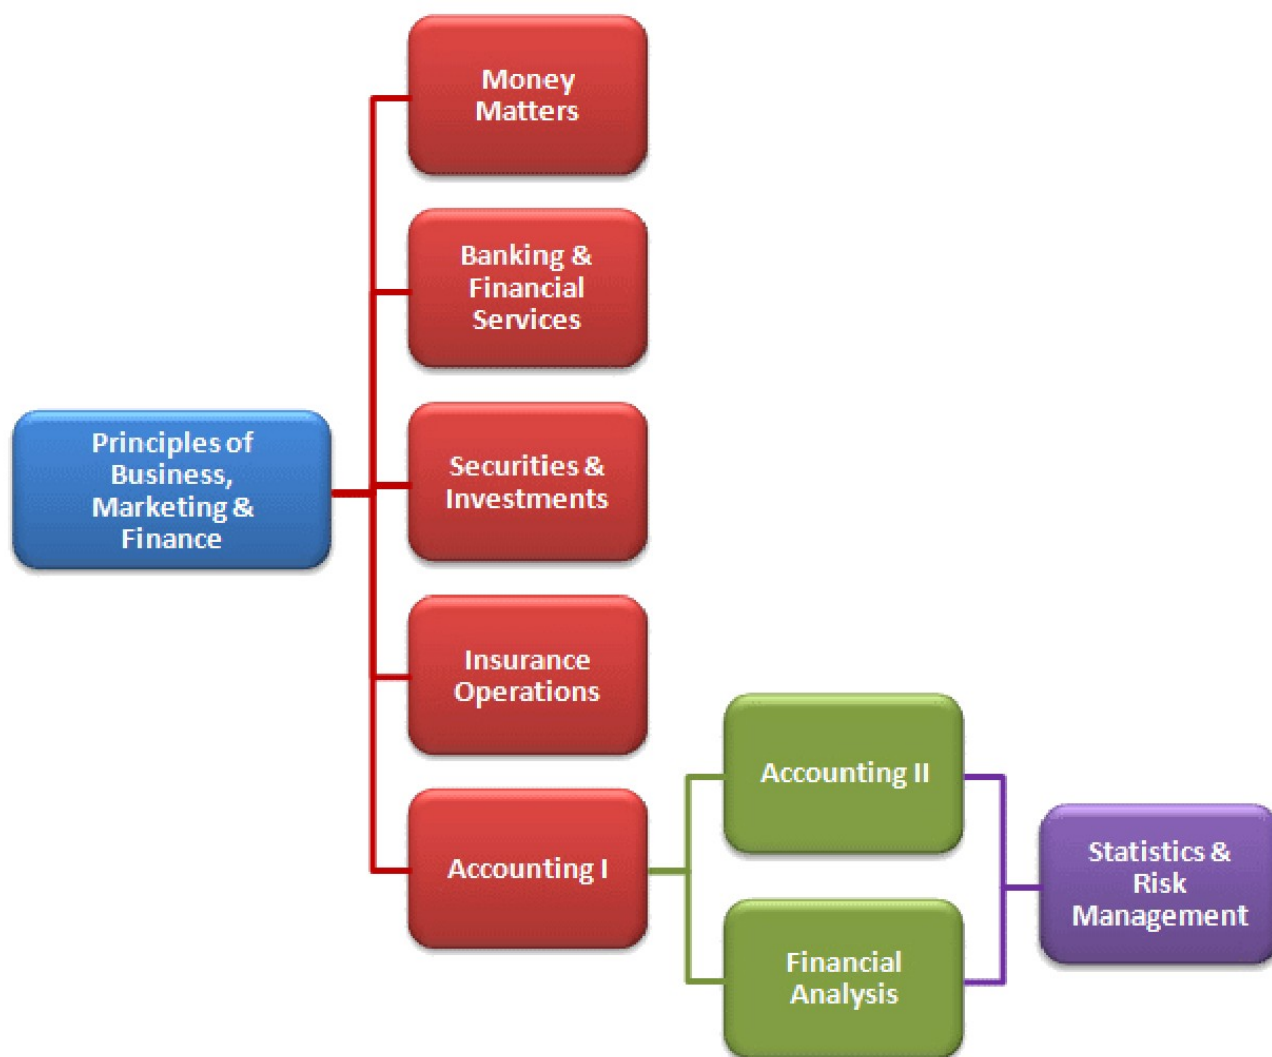 Money
Matters
Banking &
Financial
Services
Principles of
Business,
Marketing &
Finance
Securities &
Investments
Insurance
Operations
Accounting I
Accounting II
Financial
Analysis
Statistics &
Risk
Management